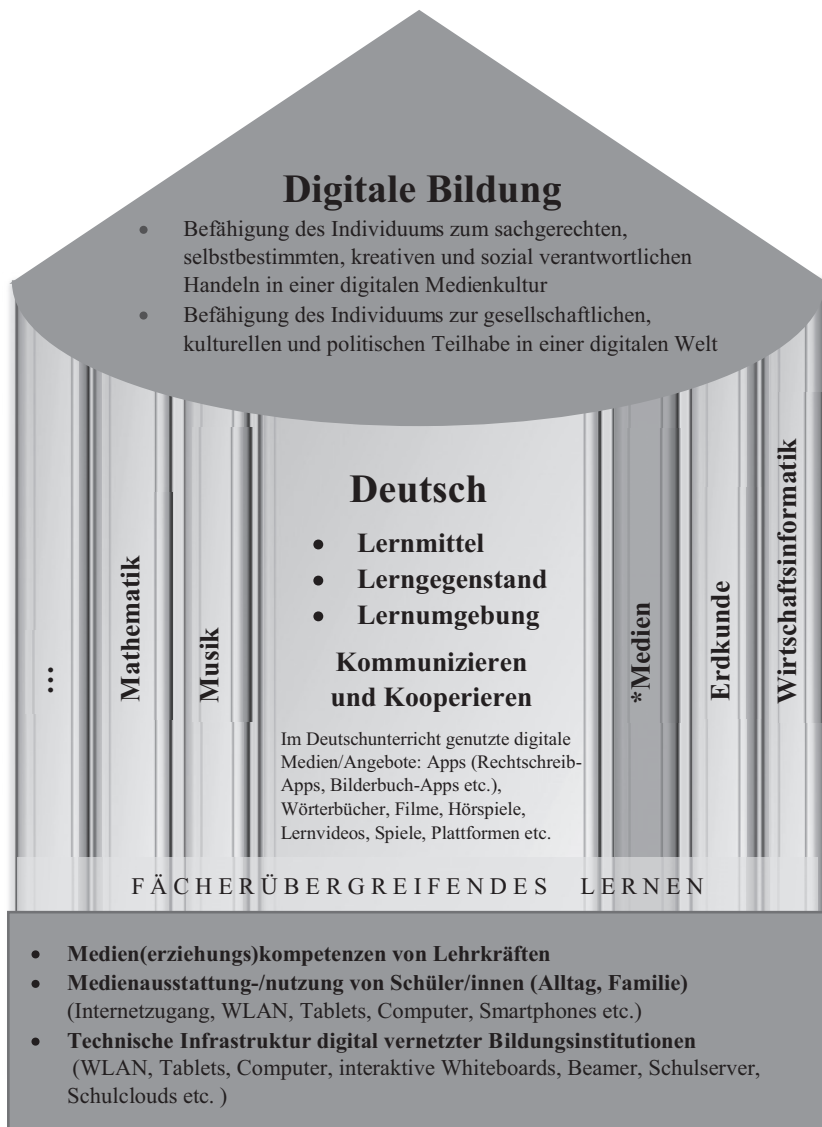 Digitale Bildung
• Befähigung des Individuums zum sachgerechten,
selbstbestimmten, kreativen und sozial verantwortlichen
Handeln in einer digitalen Medienkultur
• Befähigung des Individuums zur gesellschaftlichen,
kulturellen und politischen Teilhabe in einer digitalen Welt
...
Mathematik
Musik
Deutsch
• Lernmittel
• Lerngegenstand
• Lernumgebung
Kommunizieren
und Kooperieren
Im Deutschunterricht genutzte digitale
Medien/Angebote: Apps (Rechtschreib-
Apps, Bilderbuch-Apps etc.),
Wörterbücher, Filme, Hörspiele,
Lernvideos, Spiele, Plattformen etc.
*Medien
Erdkunde
Wirtschaftsinformatik
FÄCHERÜBERGREIFENDES LERNEN
• Medien(erziehungs)kompetenzen von Lehrkräften
• Medienausstattung-/nutzung von Schüler/innen (Alltag, Familie)
(Internetzugang, WLAN, Tablets, Computer, Smartphones etc.)
• Technische Infrastruktur digital vernetzter Bildungsinstitutionen
(WLAN, Tablets, Computer, interaktive Whiteboards, Beamer, Schulserver,
Schulclouds etc. )